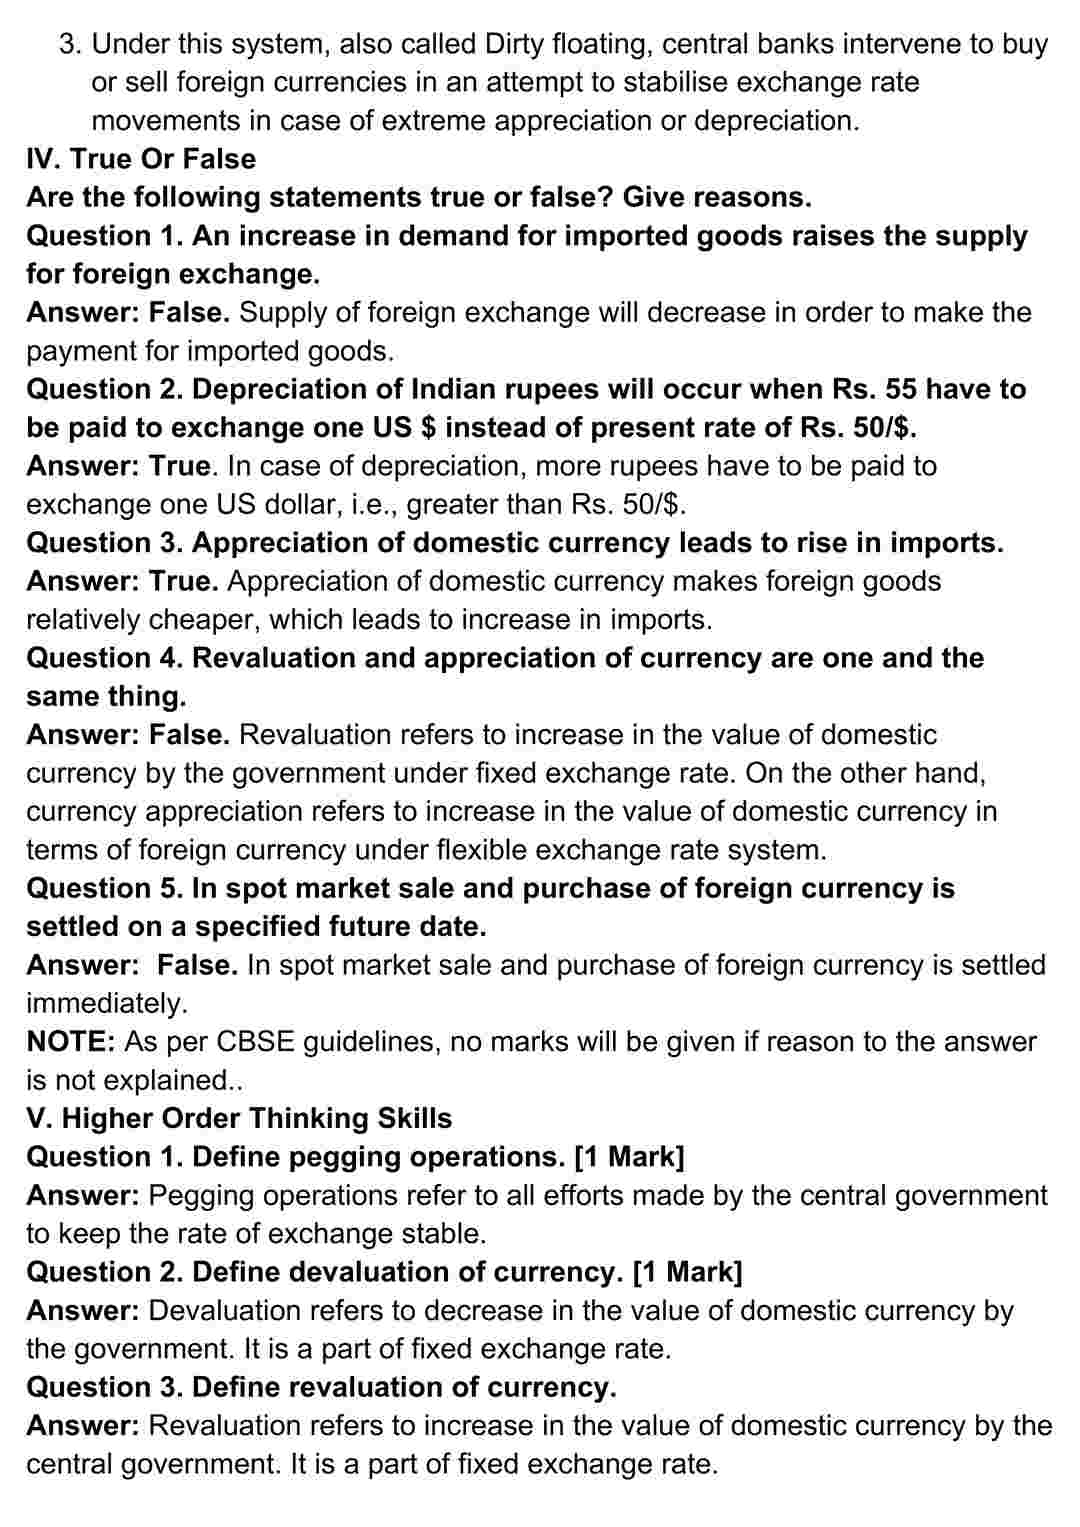 3. Under this system, also called Dirty floating, central banks intervene to buy
or sell foreign currencies in an attempt to stabilise exchange rate
movements in case of extreme appreciation or depreciation.
IV. True Or False
Are the following statements true or false? Give reasons.
Question 1. An increase in demand for imported goods raises the supply
for foreign exchange.
Answer: False. Supply of foreign exchange will decrease in order to make the
payment for imported goods.
Question 2. Depreciation of Indian rupees will occur when Rs. 55 have to
be paid to exchange one US $ instead of present rate of Rs. 50/$.
Answer: True. In case of depreciation, more rupees have to be paid to
exchange one US dollar, i.e., greater than Rs. 50/$.
Question 3. Appreciation of domestic currency leads to rise in imports.
Answer: True. Appreciation of domestic currency makes foreign goods
relatively cheaper, which leads to increase in imports.
Question 4. Revaluation and appreciation of currency are one and the
same thing.
Answer: False. Revaluation refers to increase in the value of domestic
currency by the government under fixed exchange rate. On the other hand,
currency appreciation refers to increase in the value of domestic currency in
terms of foreign currency under flexible exchange rate system.
Question 5. In spot market sale and purchase of foreign currency is
settled on a specified future date.
Answer:  False. In spot market sale and purchase of foreign currency is settled
immediately.
NOTE: As per CBSE guidelines, no marks will be given if reason to the answer
is not explained..
V. Higher Order Thinking Skills
Question 1. Define pegging operations. [1 Mark]
Answer: Pegging operations refer to all efforts made by the central government
to keep the rate of exchange stable.
Question 2. Define devaluation of currency. [1 Mark]
Answer: Devaluation refers to decrease in the value of domestic currency by
the government. It is a part of fixed exchange rate.
Question 3. Define revaluation of currency.
Answer: Revaluation refers to increase in the value of domestic currency by the
central government. It is a part of fixed exchange rate.